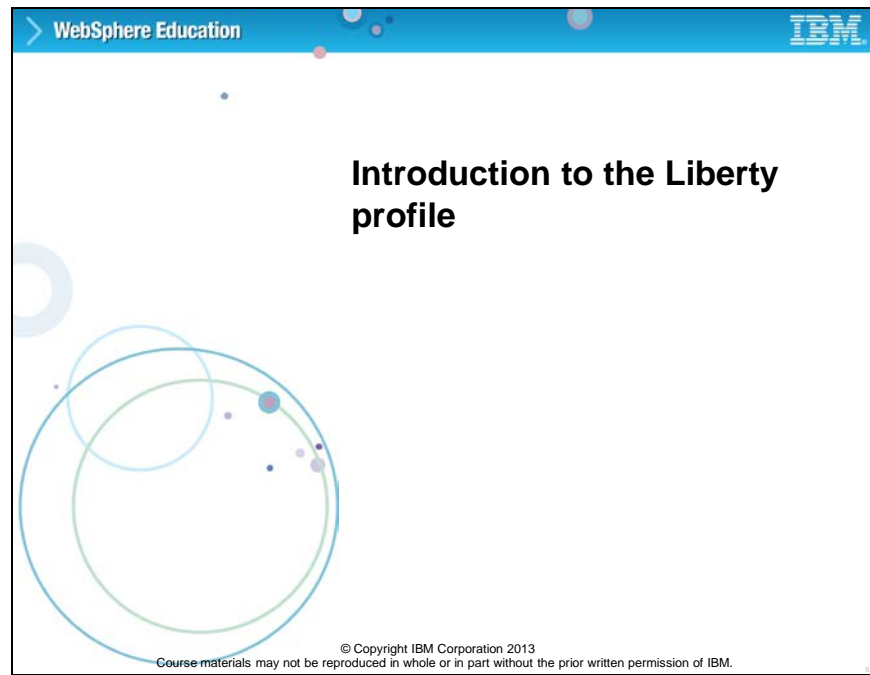 WebSphere Education
IBM
Introduction to the Liberty
profile
© Copyright IBM Corporation 2013
Course materials may not be reproduced in whole or in part without the prior written permission of IBM.